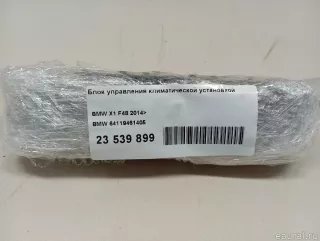 Блок управления климатической установкой
BMW X1 F48 2014>
BMW 64119461405
23 539 899